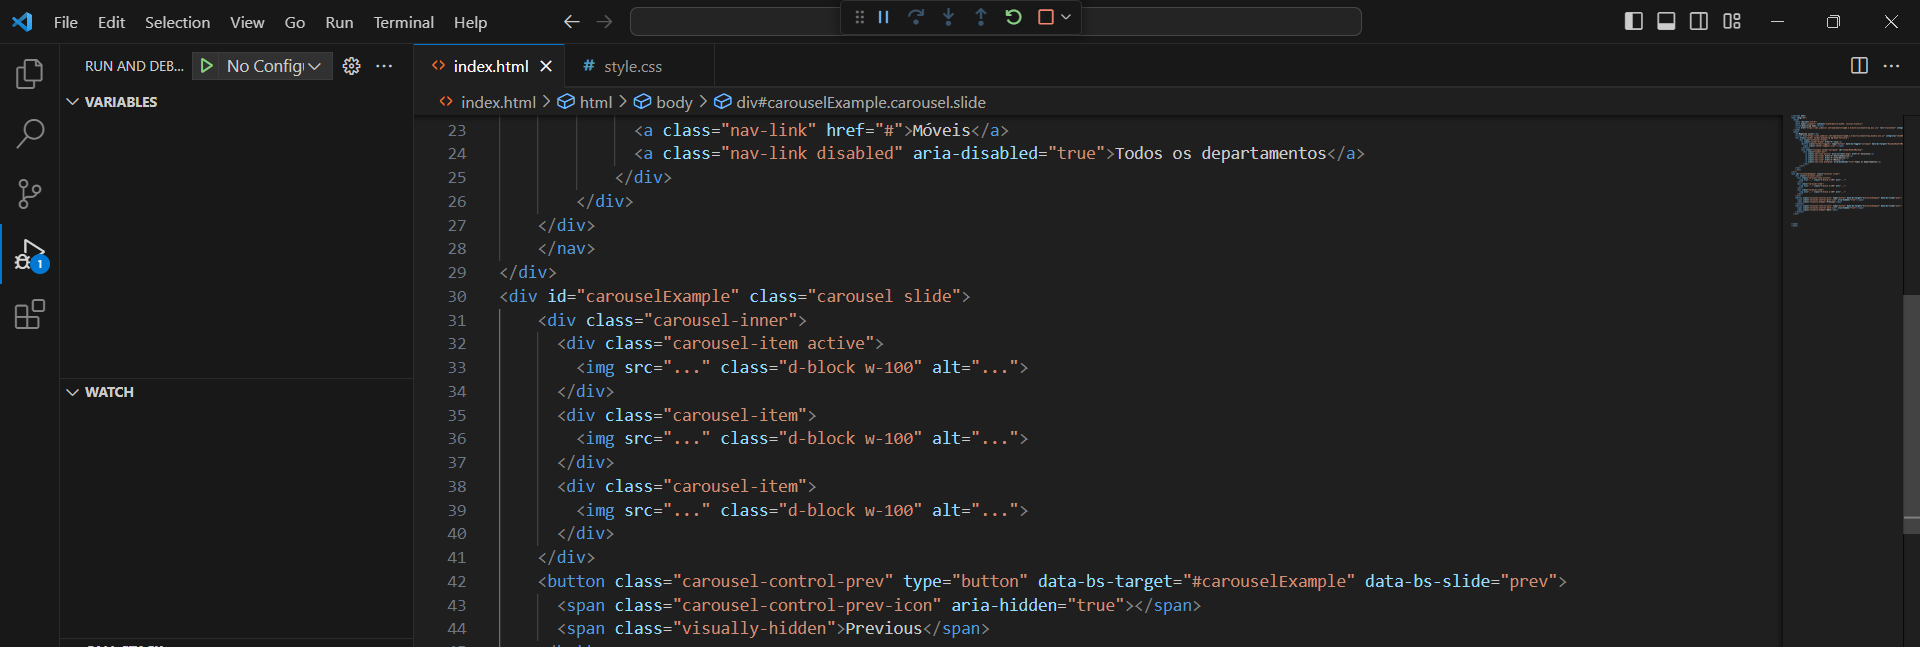 File Edit Selection View Go Run Terminal Help
RUN AND DEB... No Config
index.html style.css
VARIABLES
index.html > html > body > div#carouselExample.carousel.slide
23 <a class="nav-link" href="#">Móveis</a>
24 <a class="nav-link disabled" aria-disabled="true">Todos os departamentos</a>
25 </div>
26 </div>
27 </div>
28 </nav>
29 </div>
30 <div id="carouselExample" class="carousel slide">
31 <div class="carousel-inner">
32 <div class="carousel-item active">
33 <img src="..." class="d-block w-100" alt="...">
34 </div>
35 <div class="carousel-item">
36 <img src="..." class="d-block w-100" alt="...">
37 </div>
38 <div class="carousel-item">
39 <img src="..." class="d-block w-100" alt="...">
40 </div>
41 </div>
42 <button class="carousel-control-prev" type="button" data-bs-target="#carouselExample" data-bs-slide="prev">
43 <span class="carousel-control-prev-icon" aria-hidden="true"></span>
44 <span class="visually-hidden">Previous</span>
1
WATCH